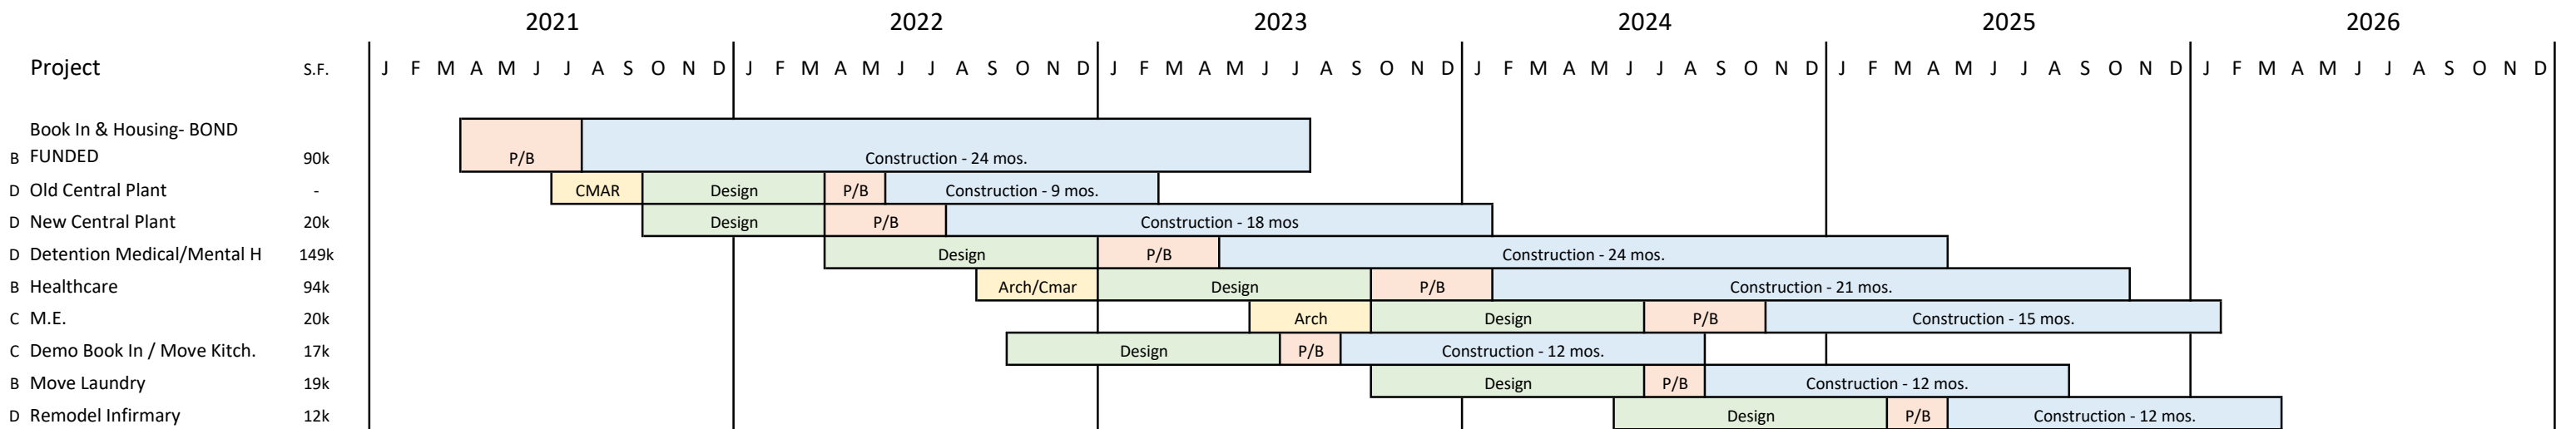 2021 2022 2023 2024 2025 2026
Project S.F. J F M A M J J A S O N D J F M A M J J A S O N D J F M A M J J A S O N D J F M A M J J A S O N D J F M A M J J A S O N D J F M A M J J A S O N D
Book In & Housing- BOND
B FUNDED 90k P/B Construction - 24 mos.
D Old Central Plant - CMAR Design P/B Construction - 9 mos.
D New Central Plant 20k Design P/B Construction - 18 mos
D Detention Medical/Mental H 149k Design P/B Construction - 24 mos.
B Healthcare 94k Arch/Cmar Design P/B Construction - 21 mos.
C M.E. 20k Arch Design P/B Construction - 15 mos.
C Demo Book In / Move Kitch. 17k Design P/B Construction - 12 mos.
B Move Laundry 19k Design P/B Construction - 12 mos.
D Remodel Infirmary 12k Design P/B Construction - 12 mos.